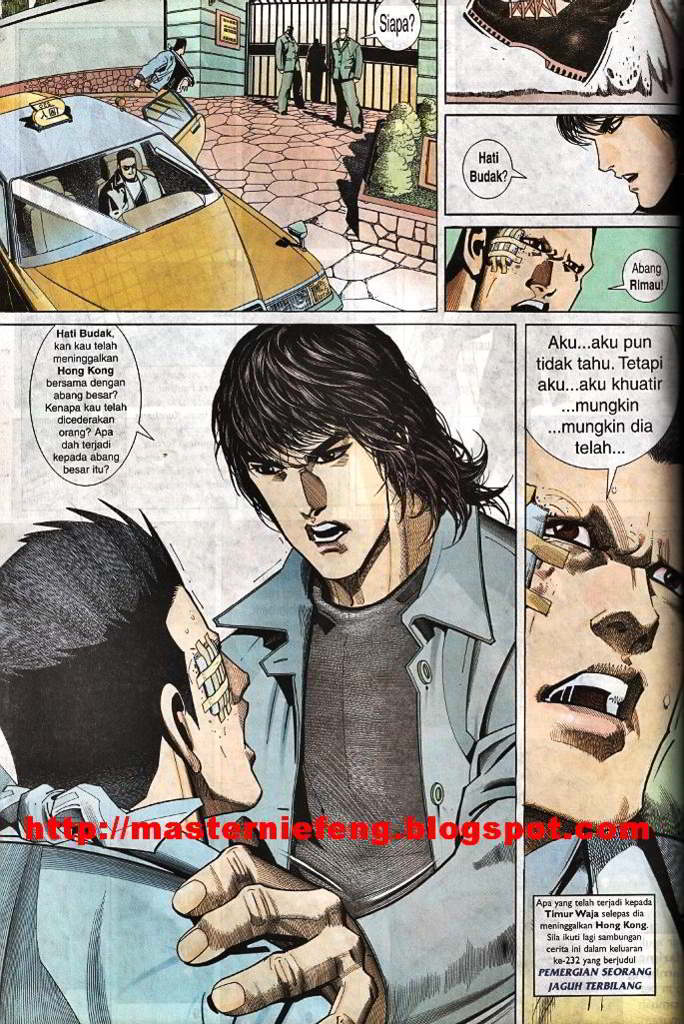 Siapa?
Hati
Budak?
Abang
Rimau!
Hati Budak,
kan kau telah
meninggalkan
Hong Kong
bersama dengan
abang besar?
Kenapa kau telah
dicederakan
orang? Apa
dah terjadi
kepada abang
besar itu?
Aku...aku pun
tidak tahu. Tetapi
aku...aku khuatir
...mungkin
...mungkin dia
telah...
http://masterniefeng.blogspot.com
Apa yang telah terjadi kepada
Timur Waja selepas dia
meninggalkan Hong Kong.
Sila ikuti lagi sambungan
cerita ini dalam keluaran
ke-232 yang berjudul
PEMERGIAN SEORANG
JAGUH TERBILANG